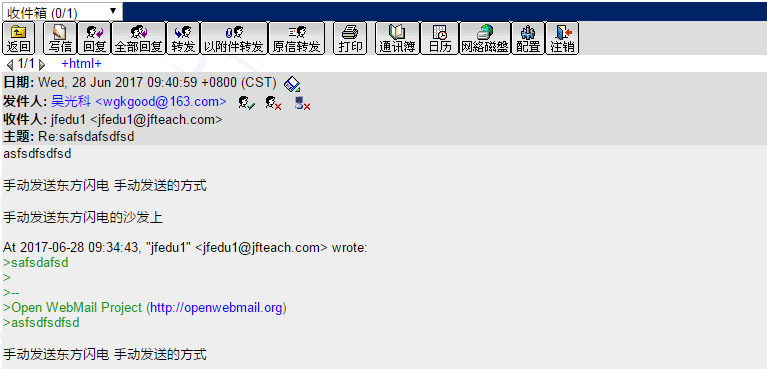 收件箱 (0/1)
返回 写信 回复 全部回复 转发 以附件转发 原信转发 打印 通讯簿 日历 网络磁盤 配置 注销
1/1 +html+
日期: Wed, 28 Jun 2017 09:40:59 +0800 (CST)
发件人: 吴光科 <wgkgood@163.com>
收件人: jfedu1 <jfedu1@jfteach.com>
主题: Re:safsdafsdfsd
asfsdfsdfsd
手动发送东方闪电 手动发送的方式
手动发送东方闪电的沙发上
At 2017-06-28 09:34:43, "jfedu1" <jfedu1@jfteach.com> wrote:
>safsdafsd
>
>--
>Open WebMail Project (http://openwebmail.org)
>asfsdfsdfsd
手动发送东方闪电 手动发送的方式